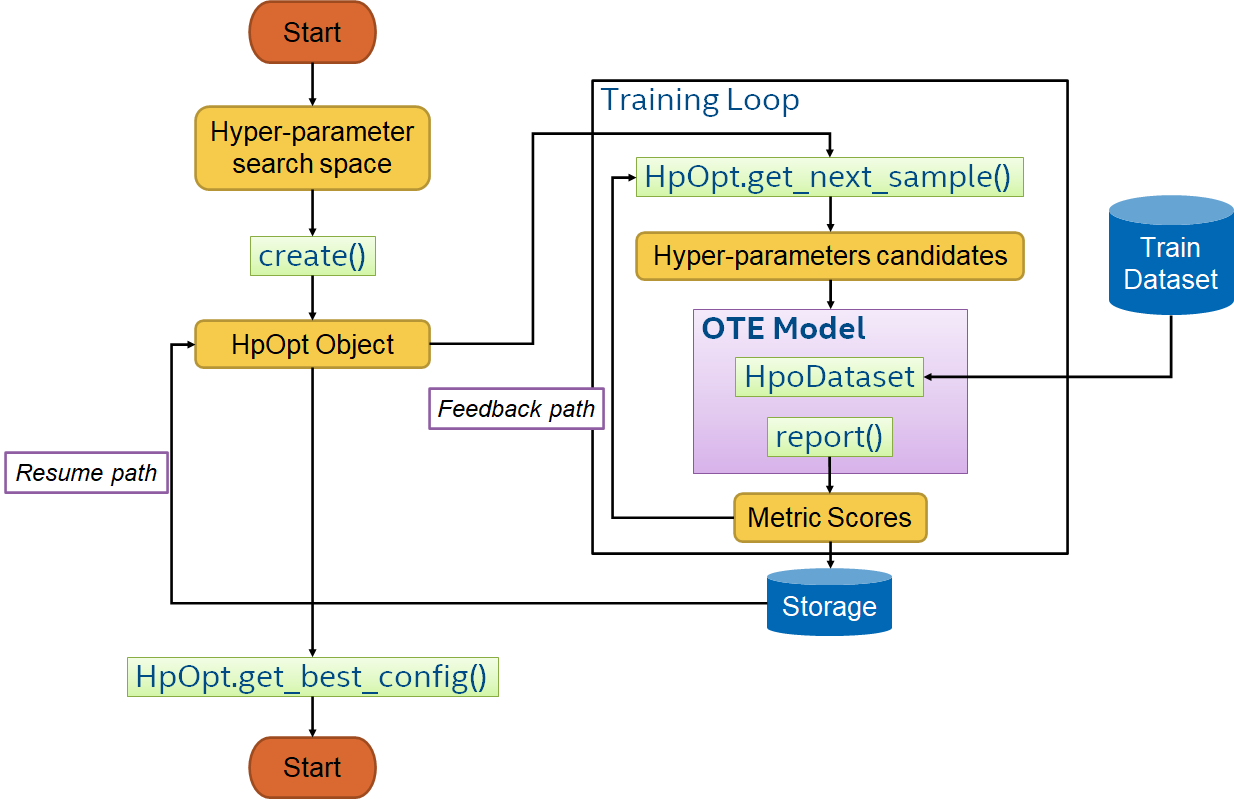 Start
Hyper-parameter
search space
create()
HpOpt Object
Resume path
Feedback path
Training Loop
HpOpt.get_next_sample()
Hyper-parameters candidates
OTE Model
HpoDataset
report()
Metric Scores
Train
Dataset
Storage
HpOpt.get_best_config()
Start